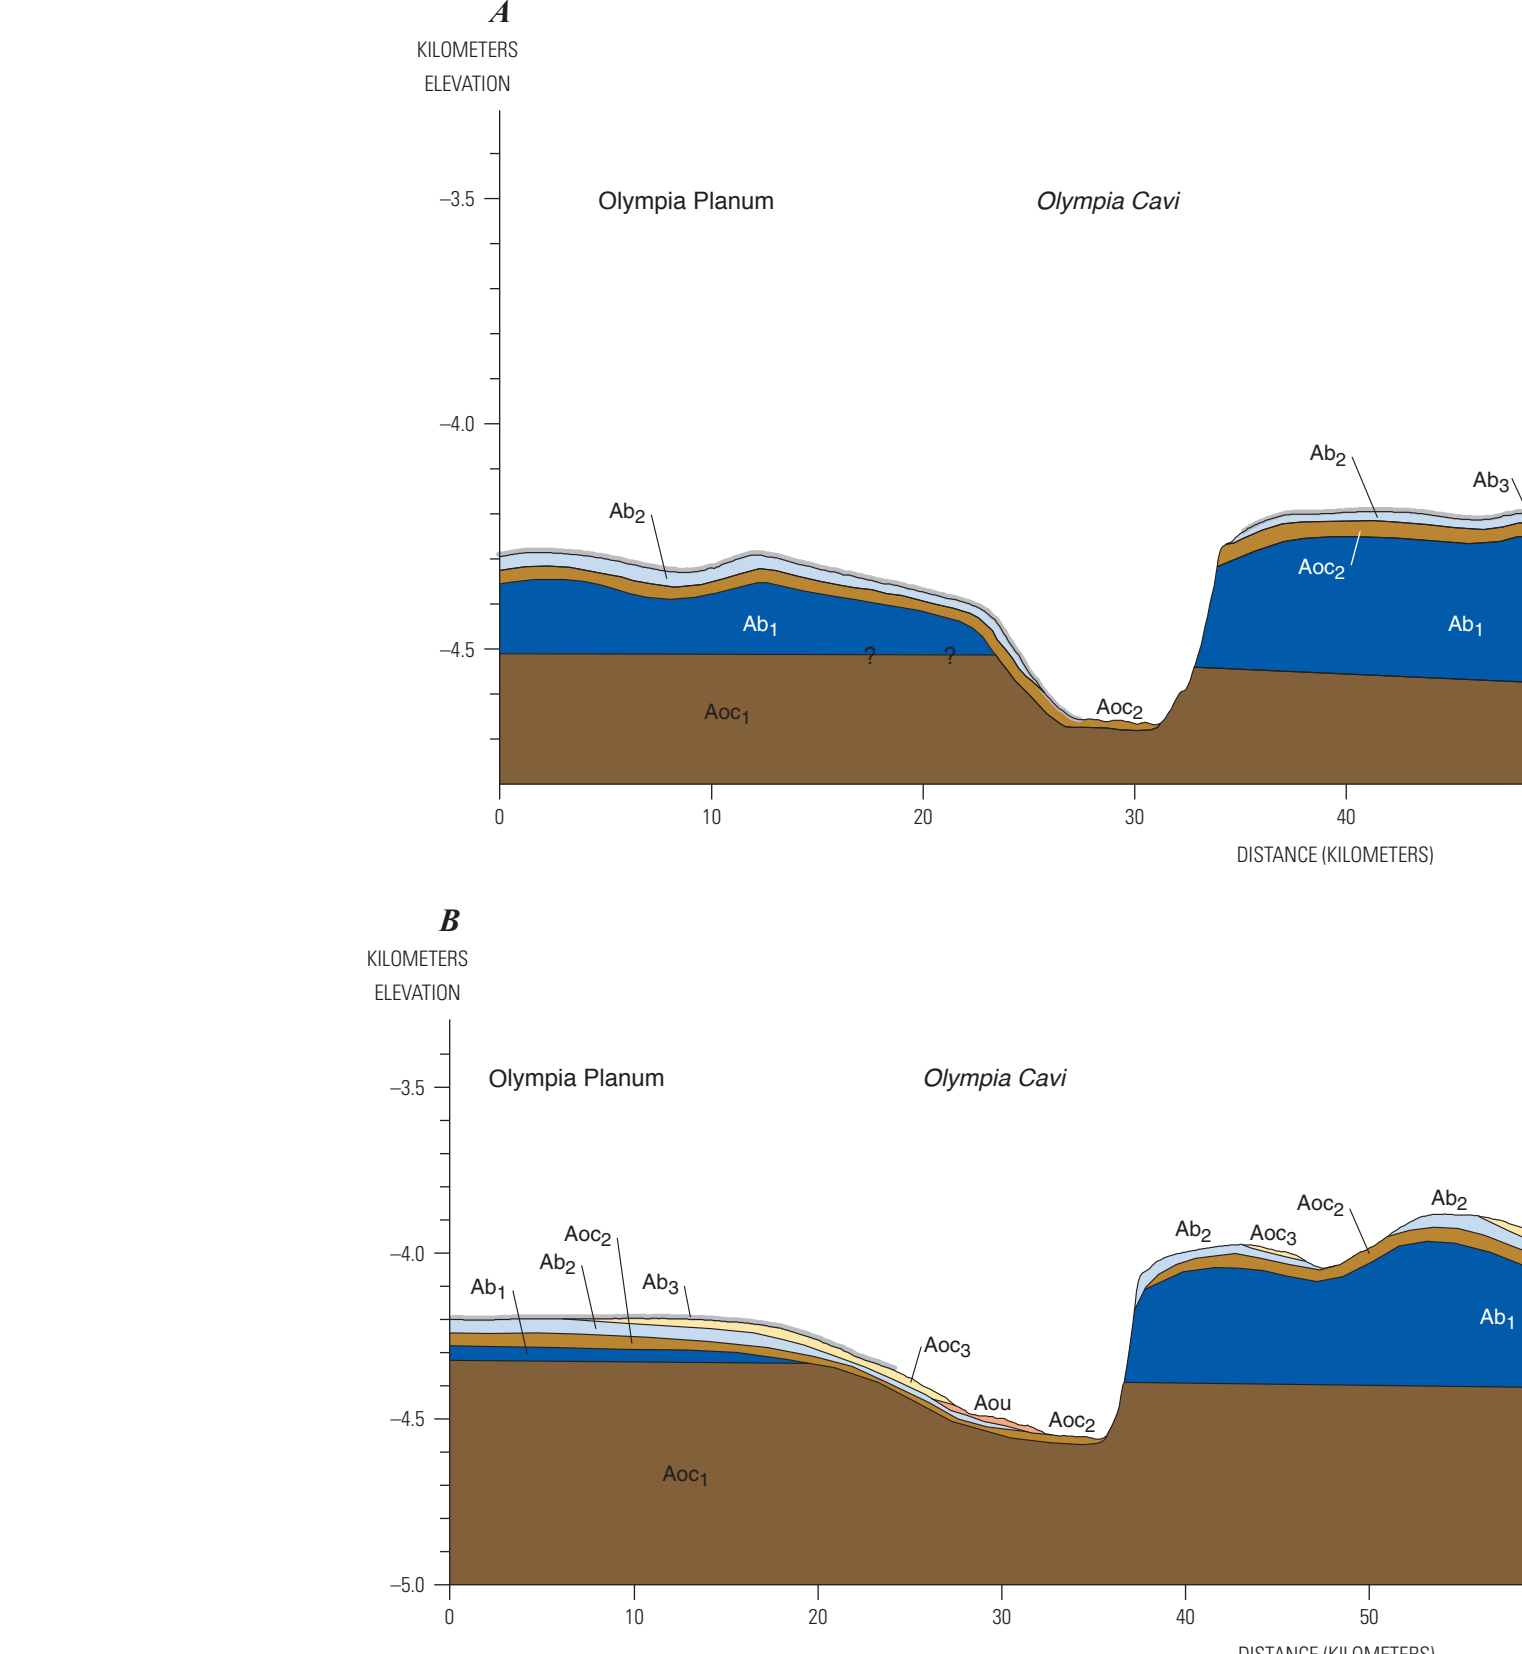 A
KILOMETERS
ELEVATION
–3.5
Olympia Planum
Olympia Cavi
–4.0
Ab2
Ab3
Ab2
Aoc2
Ab1
Ab1
–4.5
?
?
Aoc1
Aoc2
0
10
20
30
40
DISTANCE (KILOMETERS)
B
KILOMETERS
ELEVATION
Olympia Planum
Olympia Cavi
–3.5
Aoc2
Ab2
Ab2
Aoc2
Aoc3
–4.0
Ab2
Ab1
Ab3
Ab1
Aoc3
Aou
–4.5
Aoc2
Aoc1
–5.0
0
10
20
30
40
50
DISTANCE (KILOMETERS)